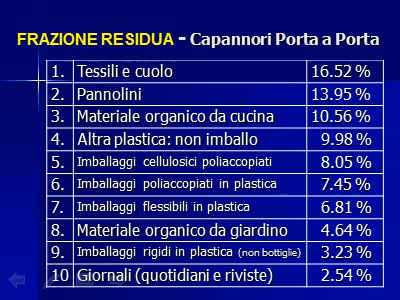 FRAZIONE RESIDUA - Capannori Porta a Porta
1. Tessili e cuolo 16.52 %
2. Pannolini 13.95 %
3. Materiale organico da cucina 10.56 %
4. Altra plastica: non imballo 9.98 %
5. Imballaggi cellulosici poliaccopiati 8.05 %
6. Imballaggi poliaccopiati in plastica 7.45 %
7. Imballaggi flessibili in plastica 6.81 %
8. Materiale organico da giardino 4.64 %
9. Imballaggi rigidi in plastica (non bottiglie) 3.23 %
10 Giornali (quotidiani e riviste) 2.54 %